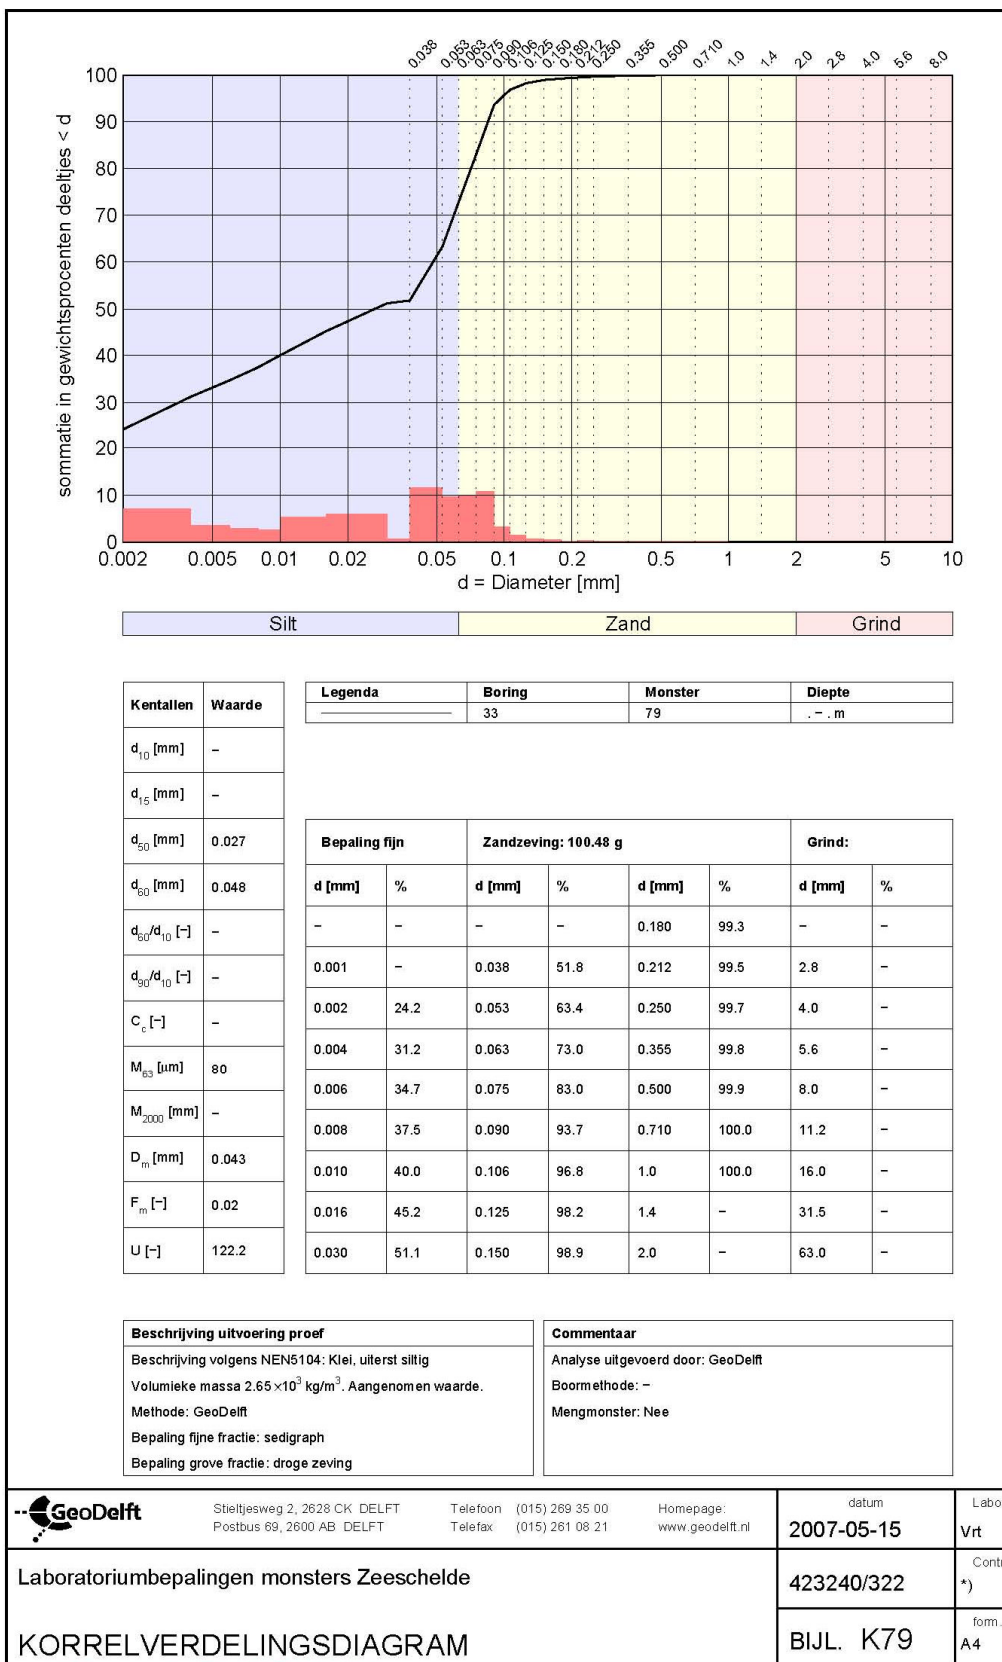 0.038 0.053 0.063 0.075 0.090 0.106 0.125 0.150 0.180 0.212 0.250 0.355 0.500 0.710 1.0 1.4 2.0 2.8 4.0 5.6 8.0
sommatie in gewichtsprocenten deeltjes < d
100
90
80
70
60
50
40
30
20
10
0
0.002 0.005 0.01 0.02 0.05 0.1 0.2 0.5 1 2 5 10
d = Diameter [mm]
Silt Zand Grind
Kentallen Waarde
d10 [mm] –
d15 [mm] –
d50 [mm] 0.027
d60 [mm] 0.048
d60/d10 [–] –
d90/d10 [–] –
Cc [–] –
M63 [μm] 80
M2000 [mm] –
Dm [mm] 0.043
Fm [–] 0.02
U [–] 122.2
Legenda Boring Monster Diepte
33 79 . – . m
Bepaling fijn Zandzeving: 100.48 g Grind:
d [mm] % d [mm] % d [mm] % d [mm] %
– – – – 0.180 99.3 – –
0.001 – 0.038 51.8 0.212 99.5 2.8 –
0.002 24.2 0.053 63.4 0.250 99.7 4.0 –
0.004 31.2 0.063 73.0 0.355 99.8 5.6 –
0.006 34.7 0.075 83.0 0.500 99.9 8.0 –
0.008 37.5 0.090 93.7 0.710 100.0 11.2 –
0.010 40.0 0.106 96.8 1.0 100.0 16.0 –
0.016 45.2 0.125 98.2 1.4 – 31.5 –
0.030 51.1 0.150 98.9 2.0 – 63.0 –
Beschrijving uitvoering proef
Beschrijving volgens NEN5104: Klei, uiterst siltig
Volumieke massa 2.65 ×10³ kg/m³. Aangenomen waarde.
Methode: GeoDelft
Bepaling fijne fractie: sedigraph
Bepaling grove fractie: droge zeving
Commentaar
Analyse uitgevoerd door: GeoDelft
Boormethode: –
Mengmonster: Nee
GeoDelft
Stieltjesweg 2, 2628 CK DELFT
Postbus 69, 2600 AB DELFT
Telefoon (015) 269 35 00
Telefax (015) 261 08 21
Homepage:
www.geodelft.nl
datum
2007-05-15
Labo
Vrt
Laboratoriumbepalingen monsters Zeeschelde
423240/322
Contr
*)
KORRELVERDELINGSDIAGRAM
BIJL. K79
form.
A4